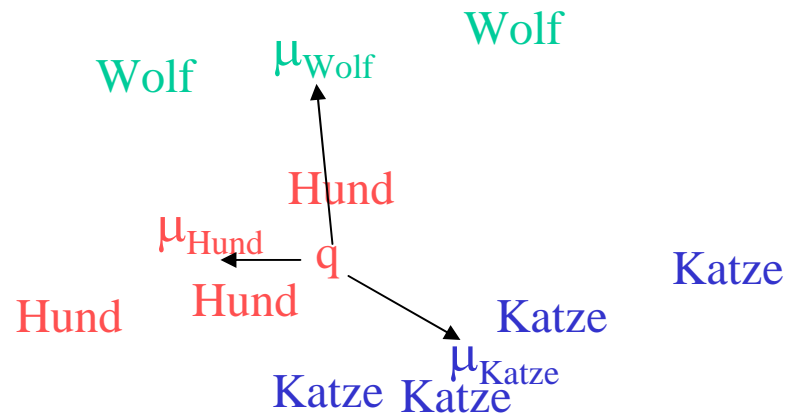 Wolf
μWolf
Wolf
Hund
μHund
q
Katze
Hund
Hund
Katze
μKatze
Katze
Katze